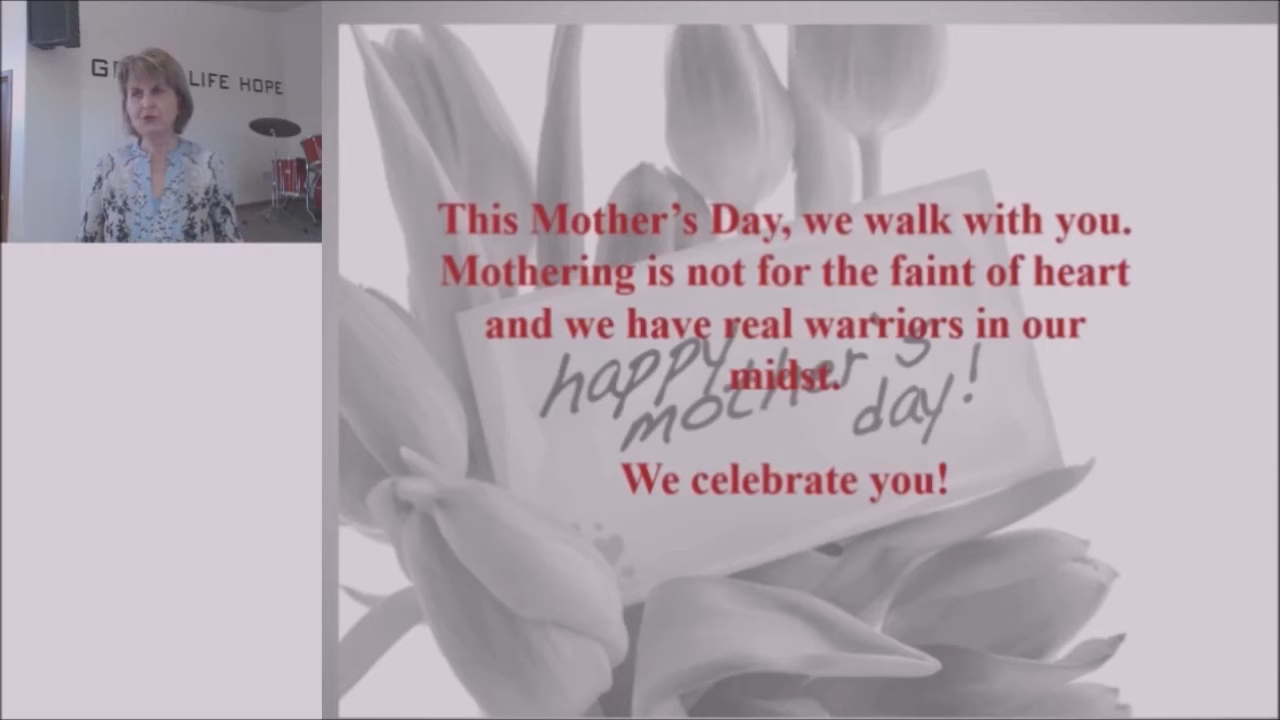 LIFE HOPE
This Mother's Day, we walk with you.
Mothering is not for the faint of heart
and we have real warriors in our
midst.
happy
mother's
day!
We celebrate you!